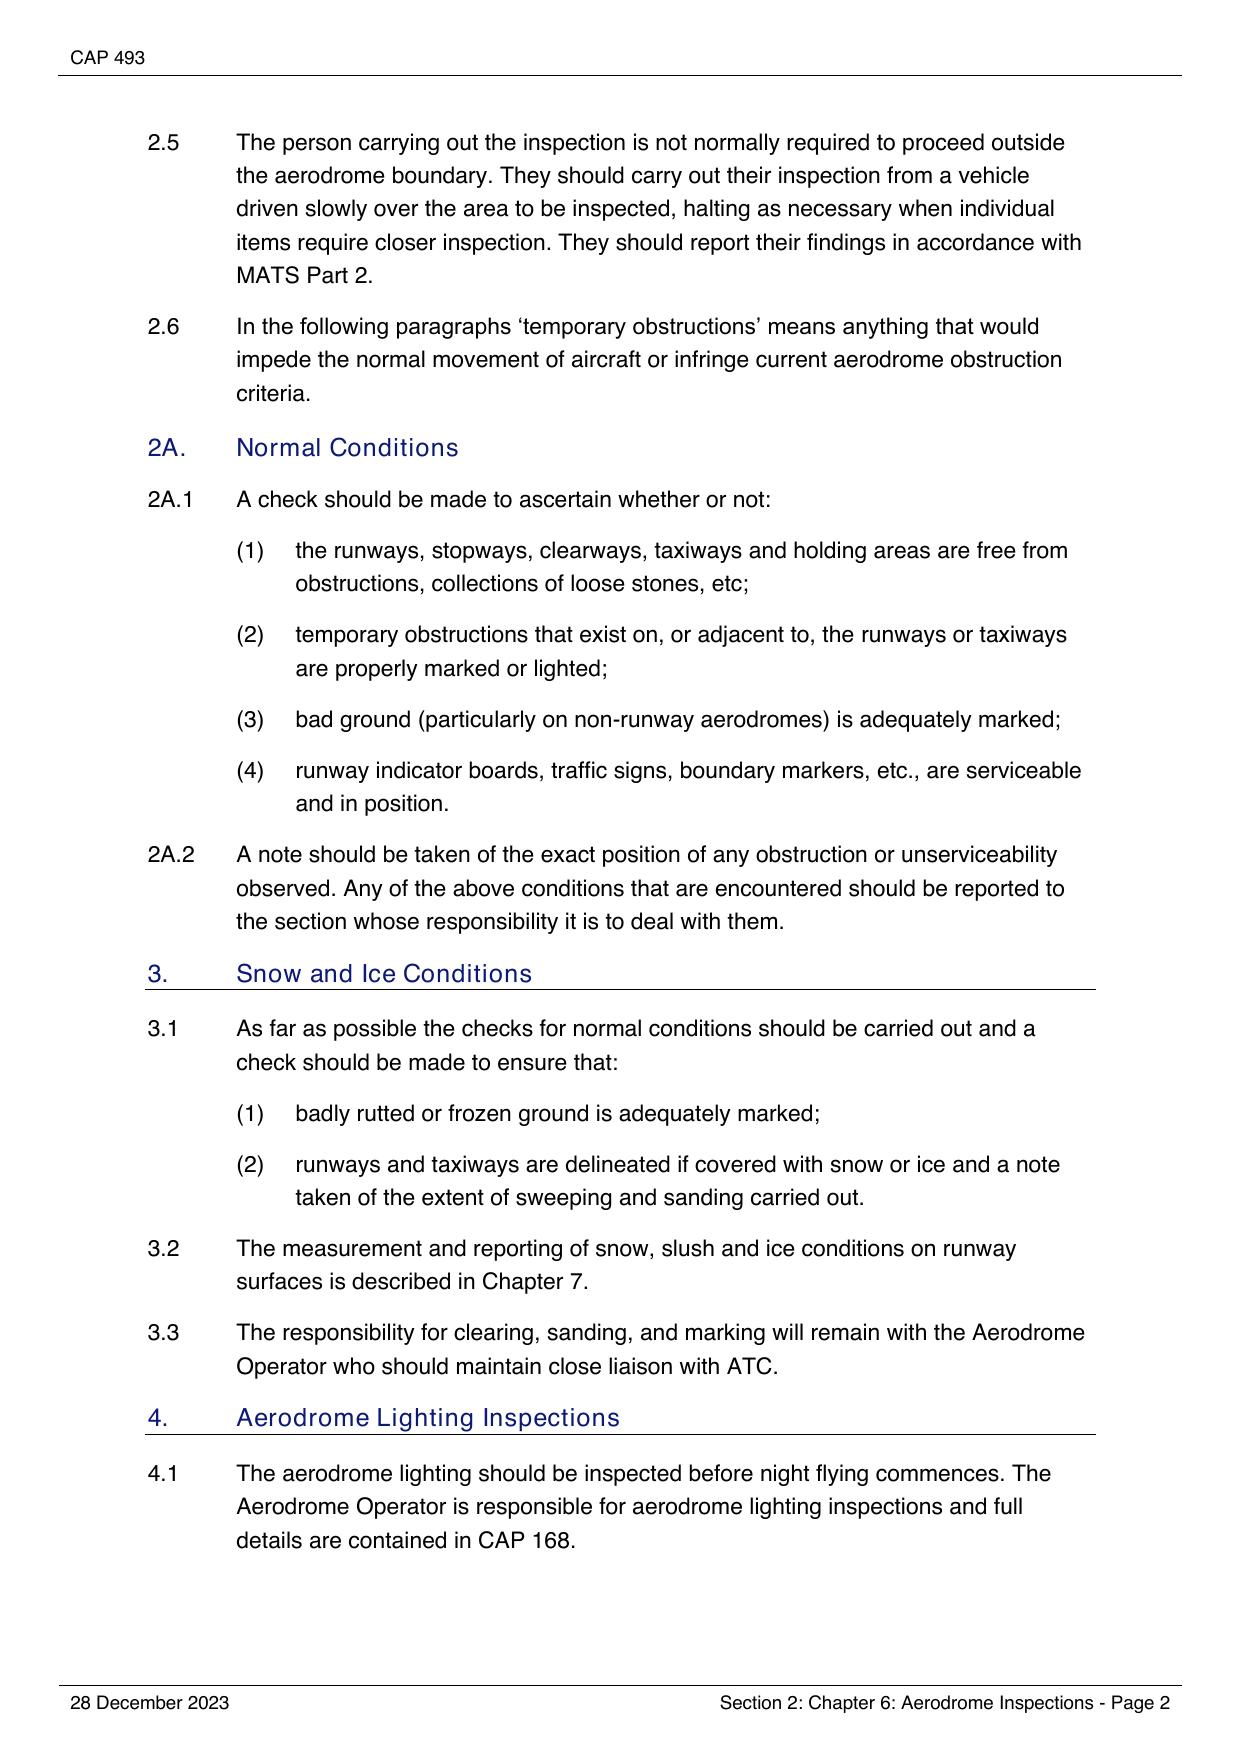 CAP 493
2.5 The person carrying out the inspection is not normally required to proceed outside
the aerodrome boundary. They should carry out their inspection from a vehicle
driven slowly over the area to be inspected, halting as necessary when individual
items require closer inspection. They should report their findings in accordance with
MATS Part 2.
2.6 In the following paragraphs ‘temporary obstructions’ means anything that would
impede the normal movement of aircraft or infringe current aerodrome obstruction
criteria.
2A. Normal Conditions
2A.1 A check should be made to ascertain whether or not:
(1) the runways, stopways, clearways, taxiways and holding areas are free from
obstructions, collections of loose stones, etc;
(2) temporary obstructions that exist on, or adjacent to, the runways or taxiways
are properly marked or lighted;
(3) bad ground (particularly on non-runway aerodromes) is adequately marked;
(4) runway indicator boards, traffic signs, boundary markers, etc., are serviceable
and in position.
2A.2 A note should be taken of the exact position of any obstruction or unserviceability
observed. Any of the above conditions that are encountered should be reported to
the section whose responsibility it is to deal with them.
3. Snow and Ice Conditions
3.1 As far as possible the checks for normal conditions should be carried out and a
check should be made to ensure that:
(1) badly rutted or frozen ground is adequately marked;
(2) runways and taxiways are delineated if covered with snow or ice and a note
taken of the extent of sweeping and sanding carried out.
3.2 The measurement and reporting of snow, slush and ice conditions on runway
surfaces is described in Chapter 7.
3.3 The responsibility for clearing, sanding, and marking will remain with the Aerodrome
Operator who should maintain close liaison with ATC.
4. Aerodrome Lighting Inspections
4.1 The aerodrome lighting should be inspected before night flying commences. The
Aerodrome Operator is responsible for aerodrome lighting inspections and full
details are contained in CAP 168.
28 December 2023 Section 2: Chapter 6: Aerodrome Inspections - Page 2